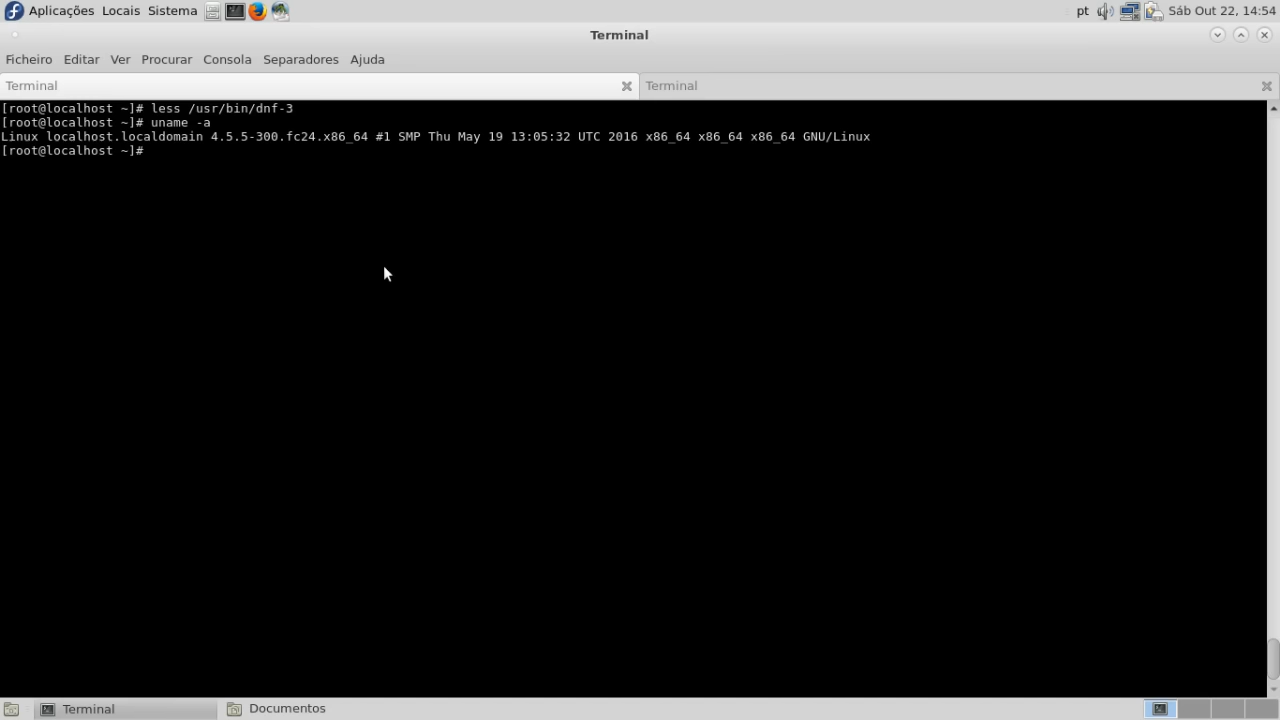 Aplicações Locais Sistema pt Sáb Out 22, 14:54
Terminal
Ficheiro Editar Ver Procurar Consola Separadores Ajuda
Terminal Terminal
[root@localhost ~]# less /usr/bin/dnf-3
[root@localhost ~]# uname -a
Linux localhost.localdomain 4.5.5-300.fc24.x86_64 #1 SMP Thu May 19 13:05:32 UTC 2016 x86_64 x86_64 x86_64 GNU/Linux
[root@localhost ~]#
Terminal Documentos